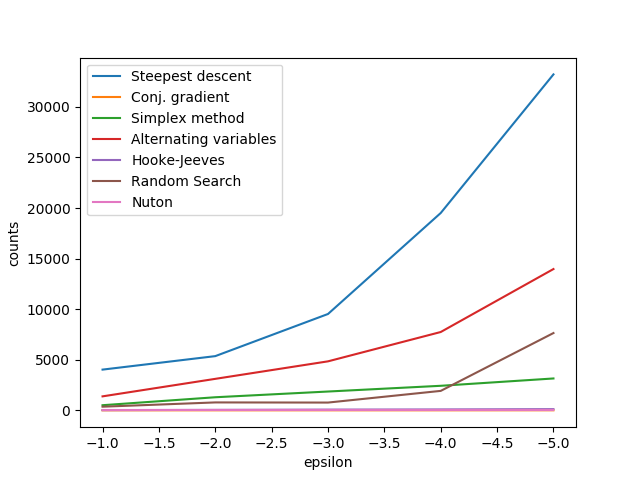 Steepest descent
Conj. gradient
Simplex method
Alternating variables
Hooke-Jeeves
Random Search
Nuton
30000
25000
20000
15000
10000
5000
0
counts
−1.0 −1.5 −2.0 −2.5 −3.0 −3.5 −4.0 −4.5 −5.0
epsilon